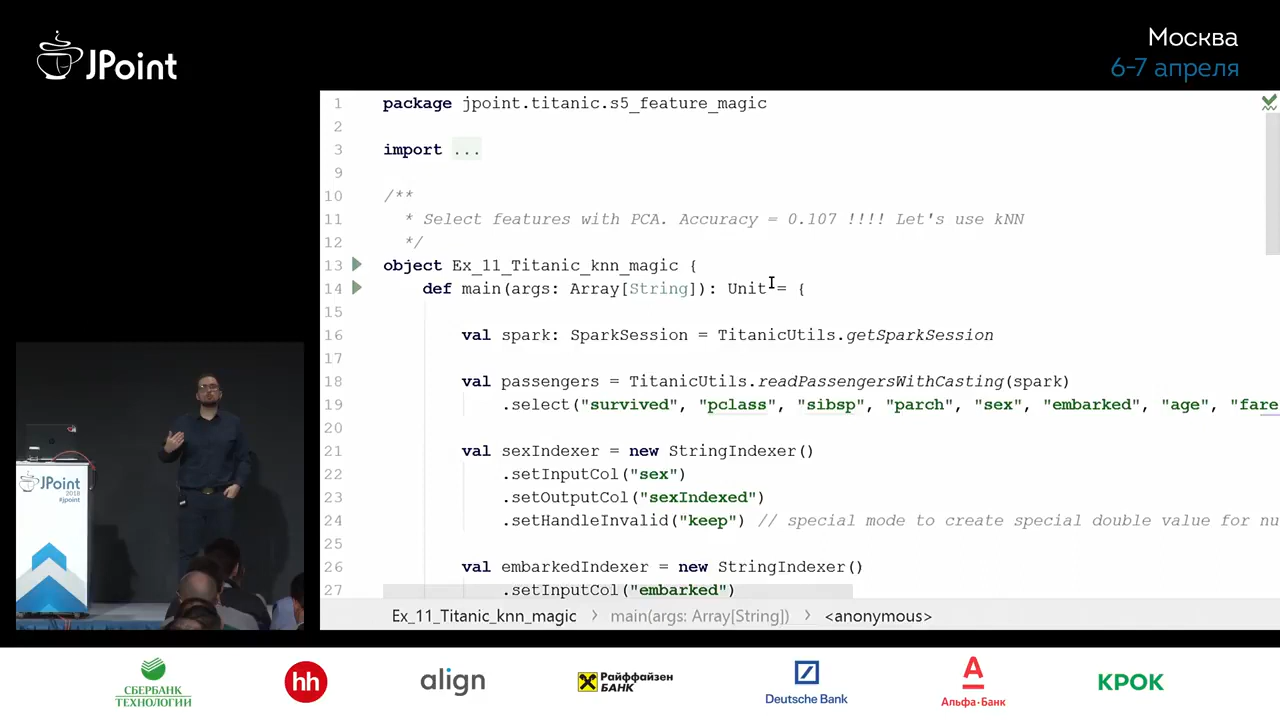 JPoint
Москва
6-7 апреля
1 package jpoint.titanic.s5_feature_magic
2
3 import ...
9
10 /**
11 * Select features with PCA. Accuracy = 0.107 !!!! Let's use kNN
12 */
13 object Ex_11_Titanic_knn_magic {
14 def main(args: Array[String]): Unit = {
15
16 val spark: SparkSession = TitanicUtils.getSparkSession
17
18 val passengers = TitanicUtils.readPassengersWithCasting(spark)
19 .select("survived", "pclass", "sibsp", "parch", "sex", "embarked", "age", "fare
20
21 val sexIndexer = new StringIndexer()
22 .setInputCol("sex")
23 .setOutputCol("sexIndexed")
24 .setHandleInvalid("keep") // special mode to create special double value for nu
25
26 val embarkedIndexer = new StringIndexer()
27 .setInputCol("embarked")
Ex_11_Titanic_knn_magic › main(args: Array[String]) › <anonymous>
JPoint
2018
#jpoint
СБЕРБАНК
ТЕХНОЛОГИИ
hh
align
Райффайзен
БАНК
Deutsche Bank
А
Альфа·Банк
КРОК